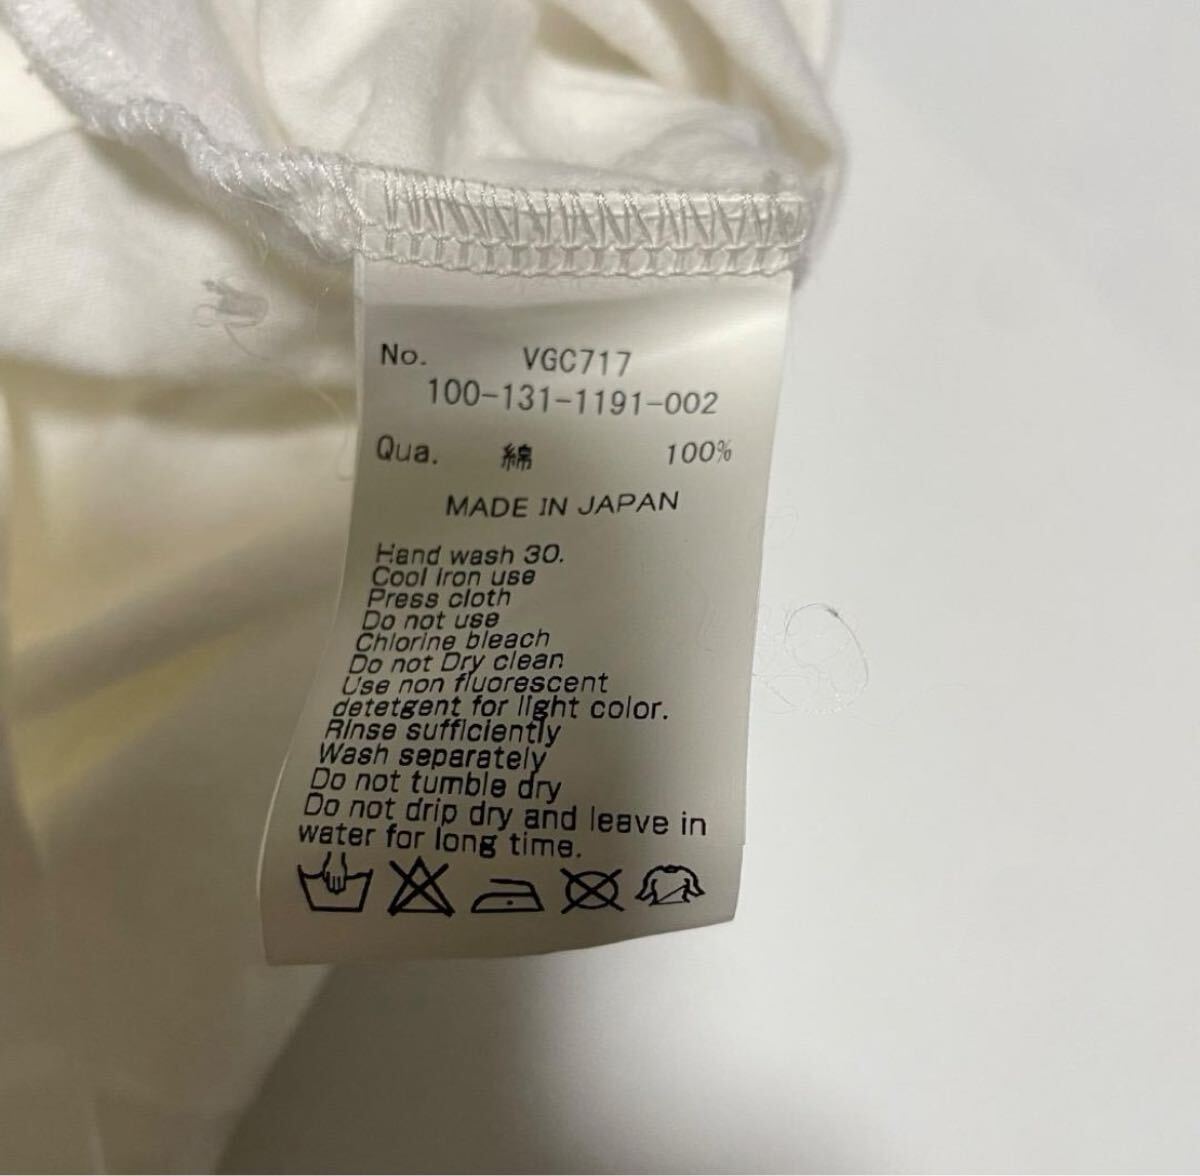 No. VGC717
100-131-1191-002
Qua. 綿 100%
MADE IN JAPAN
Hand wash 30.
Cool iron use
Press cloth
Do not use
Chlorine bleach
Do not Dry clean
Use non fluorescent
detetgent for light color.
Rinse sufficiently
Wash separately
Do not tumble dry
Do not drip dry and leave in
water for long time.